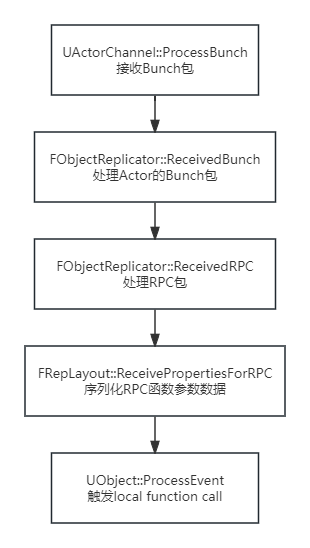 UActorChannel::ProcessBunch
接收Bunch包
FObjectReplicator::ReceivedBunch
处理Actor的Bunch包
FObjectReplicator::ReceivedRPC
处理RPC包
FRepLayout::ReceivePropertiesForRPC
序列化RPC函数参数数据
UObject::ProcessEvent
触发local function call